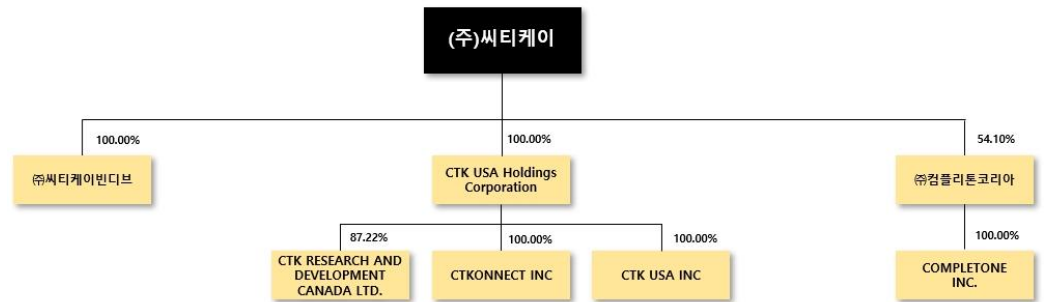 (주)씨티케이
100.00%
100.00%
54.10%
㈜씨티케이빈디브
CTK USA Holdings
Corporation
㈜컴플리톤코리아
87.22%
100.00%
100.00%
100.00%
CTK RESEARCH AND
DEVELOPMENT
CANADA LTD.
CTKONNECT INC
CTK USA INC
COMPLETONE
INC.